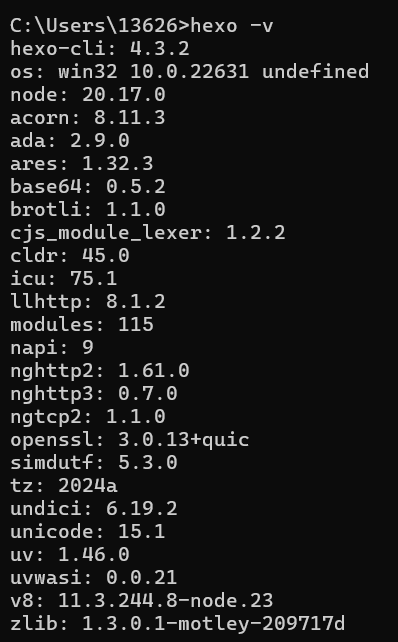 C:\Users\13626>hexo -v
hexo-cli: 4.3.2
os: win32 10.0.22631 undefined
node: 20.17.0
acorn: 8.11.3
ada: 2.9.0
ares: 1.32.3
base64: 0.5.2
brotli: 1.1.0
cjs_module_lexer: 1.2.2
cldr: 45.0
icu: 75.1
llhttp: 8.1.2
modules: 115
napi: 9
nghttp2: 1.61.0
nghttp3: 0.7.0
ngtcp2: 1.1.0
openssl: 3.0.13+quic
simdutf: 5.3.0
tz: 2024a
undici: 6.19.2
unicode: 15.1
uv: 1.46.0
uvwasi: 0.0.21
v8: 11.3.244.8-node.23
zlib: 1.3.0.1-motley-209717d